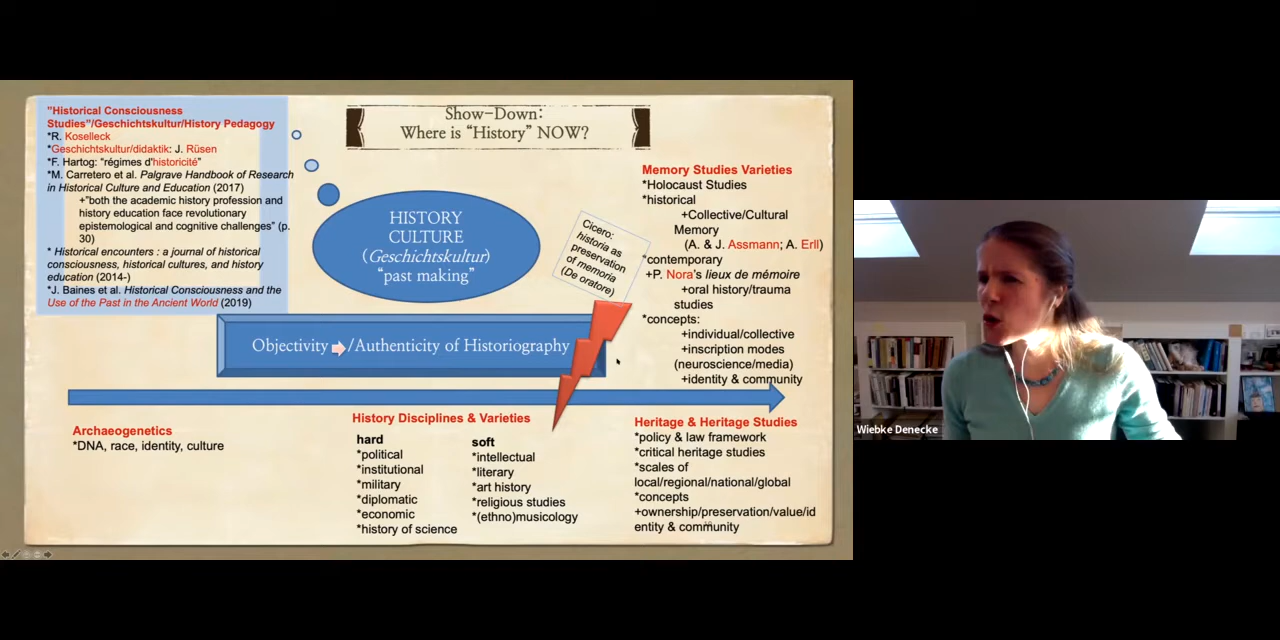 "Historical Consciousness
Studies"/Geschichtskultur/History Pedagogy
*R. Koselleck
*Geschichtskultur/didaktik: J. Rüsen
*F. Hartog: "régimes d'historicité"
*M. Carretero et al. Palgrave Handbook of Research
in Historical Culture and Education (2017)
+"both the academic history profession and
history education face revolutionary
epistemological and cognitive challenges" (p.
30)
* Historical encounters : a journal of historical
consciousness, historical cultures, and history
education (2014-)
*J. Baines et al. Historical Consciousness and the
Use of the Past in the Ancient World (2019)
Show-Down:
Where is "History" NOW?
HISTORY
CULTURE
(Geschichtskultur)
"past making"
Cicero:
historia as
preservation
of memoria
(De oratore)
Memory Studies Varieties
*Holocaust Studies
*historical
+Collective/Cultural
Memory
(A. & J. Assmann; A. Erll)
*contemporary
+P. Nora's lieux de mémoire
+oral history/trauma
studies
*concepts:
+individual/collective
+inscription modes
(neuroscience/media)
+identity & community
Objectivity /Authenticity of Historiography
Archaeogenetics
*DNA, race, identity, culture
History Disciplines & Varieties
hard
*political
*institutional
*military
*diplomatic
*economic
*history of science
soft
*intellectual
*literary
*art history
*religious studies
*(ethno)musicology
Heritage & Heritage Studies
*policy & law framework
*critical heritage studies
*scales of
local/regional/national/global
*concepts
+ownership/preservation/value/id
entity & community
Wiebke Denecke